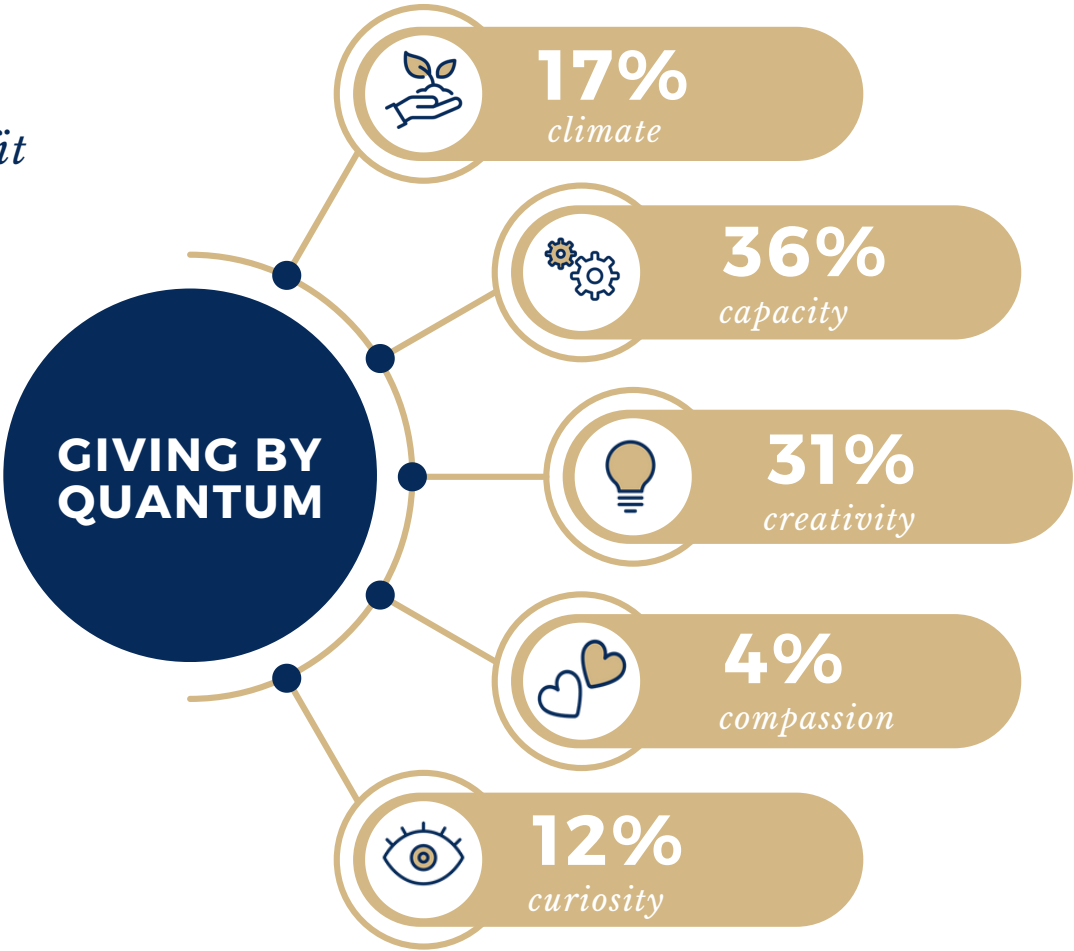 GIVING BY
QUANTUM
17%
climate
36%
capacity
31%
creativity
4%
compassion
12%
curiosity